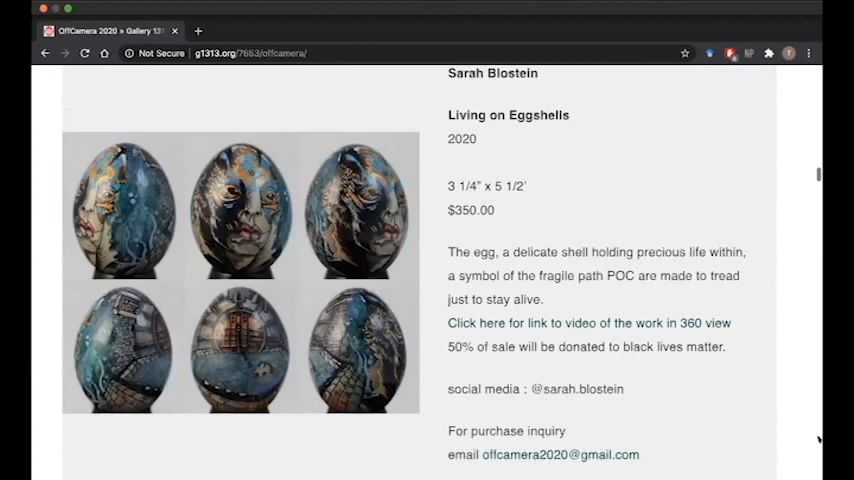 OffCamera 2020 » Gallery 131
Not Secure
g1313.org/7653/offcamera/
T
Sarah Blostein
Living on Eggshells
2020
3 1/4" x 5 1/2'
$350.00
The egg, a delicate shell holding precious life within,
a symbol of the fragile path POC are made to tread
just to stay alive.
Click here for link to video of the work in 360 view
50% of sale will be donated to black lives matter.
social media : @sarah.blostein
For purchase inquiry
email offcamera2020@gmail.com